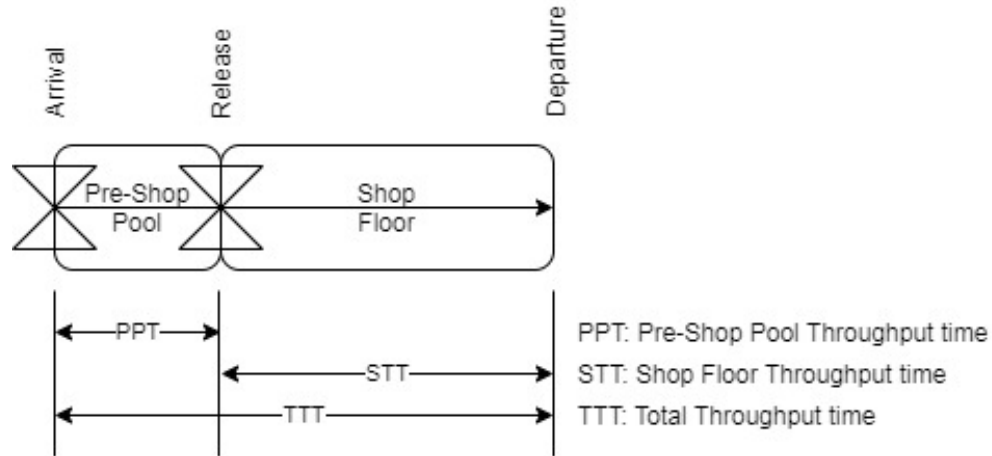 Arrival
Release
Departure
Pre-Shop
Pool
Shop
Floor
PPT
STT
TTT
PPT: Pre-Shop Pool Throughput time
STT: Shop Floor Throughput time
TTT: Total Throughput time